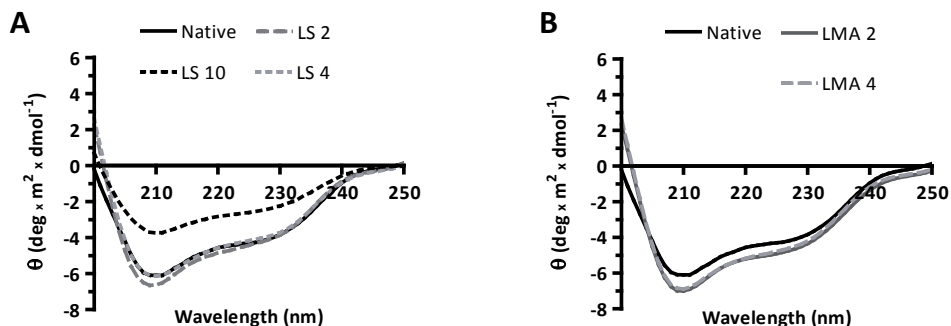 A
Native
LS 2
LS 10
LS 4
6
4
2
0
-2
-4
-6
-8
210
220
230
240
250
θ (deg x m² x dmol⁻¹)
Wavelength (nm)
B
Native
LMA 2
LMA 4
6
4
2
0
-2
-4
-6
-8
210
220
230
240
250
θ (deg x m² x dmol⁻¹)
Wavelength (nm)